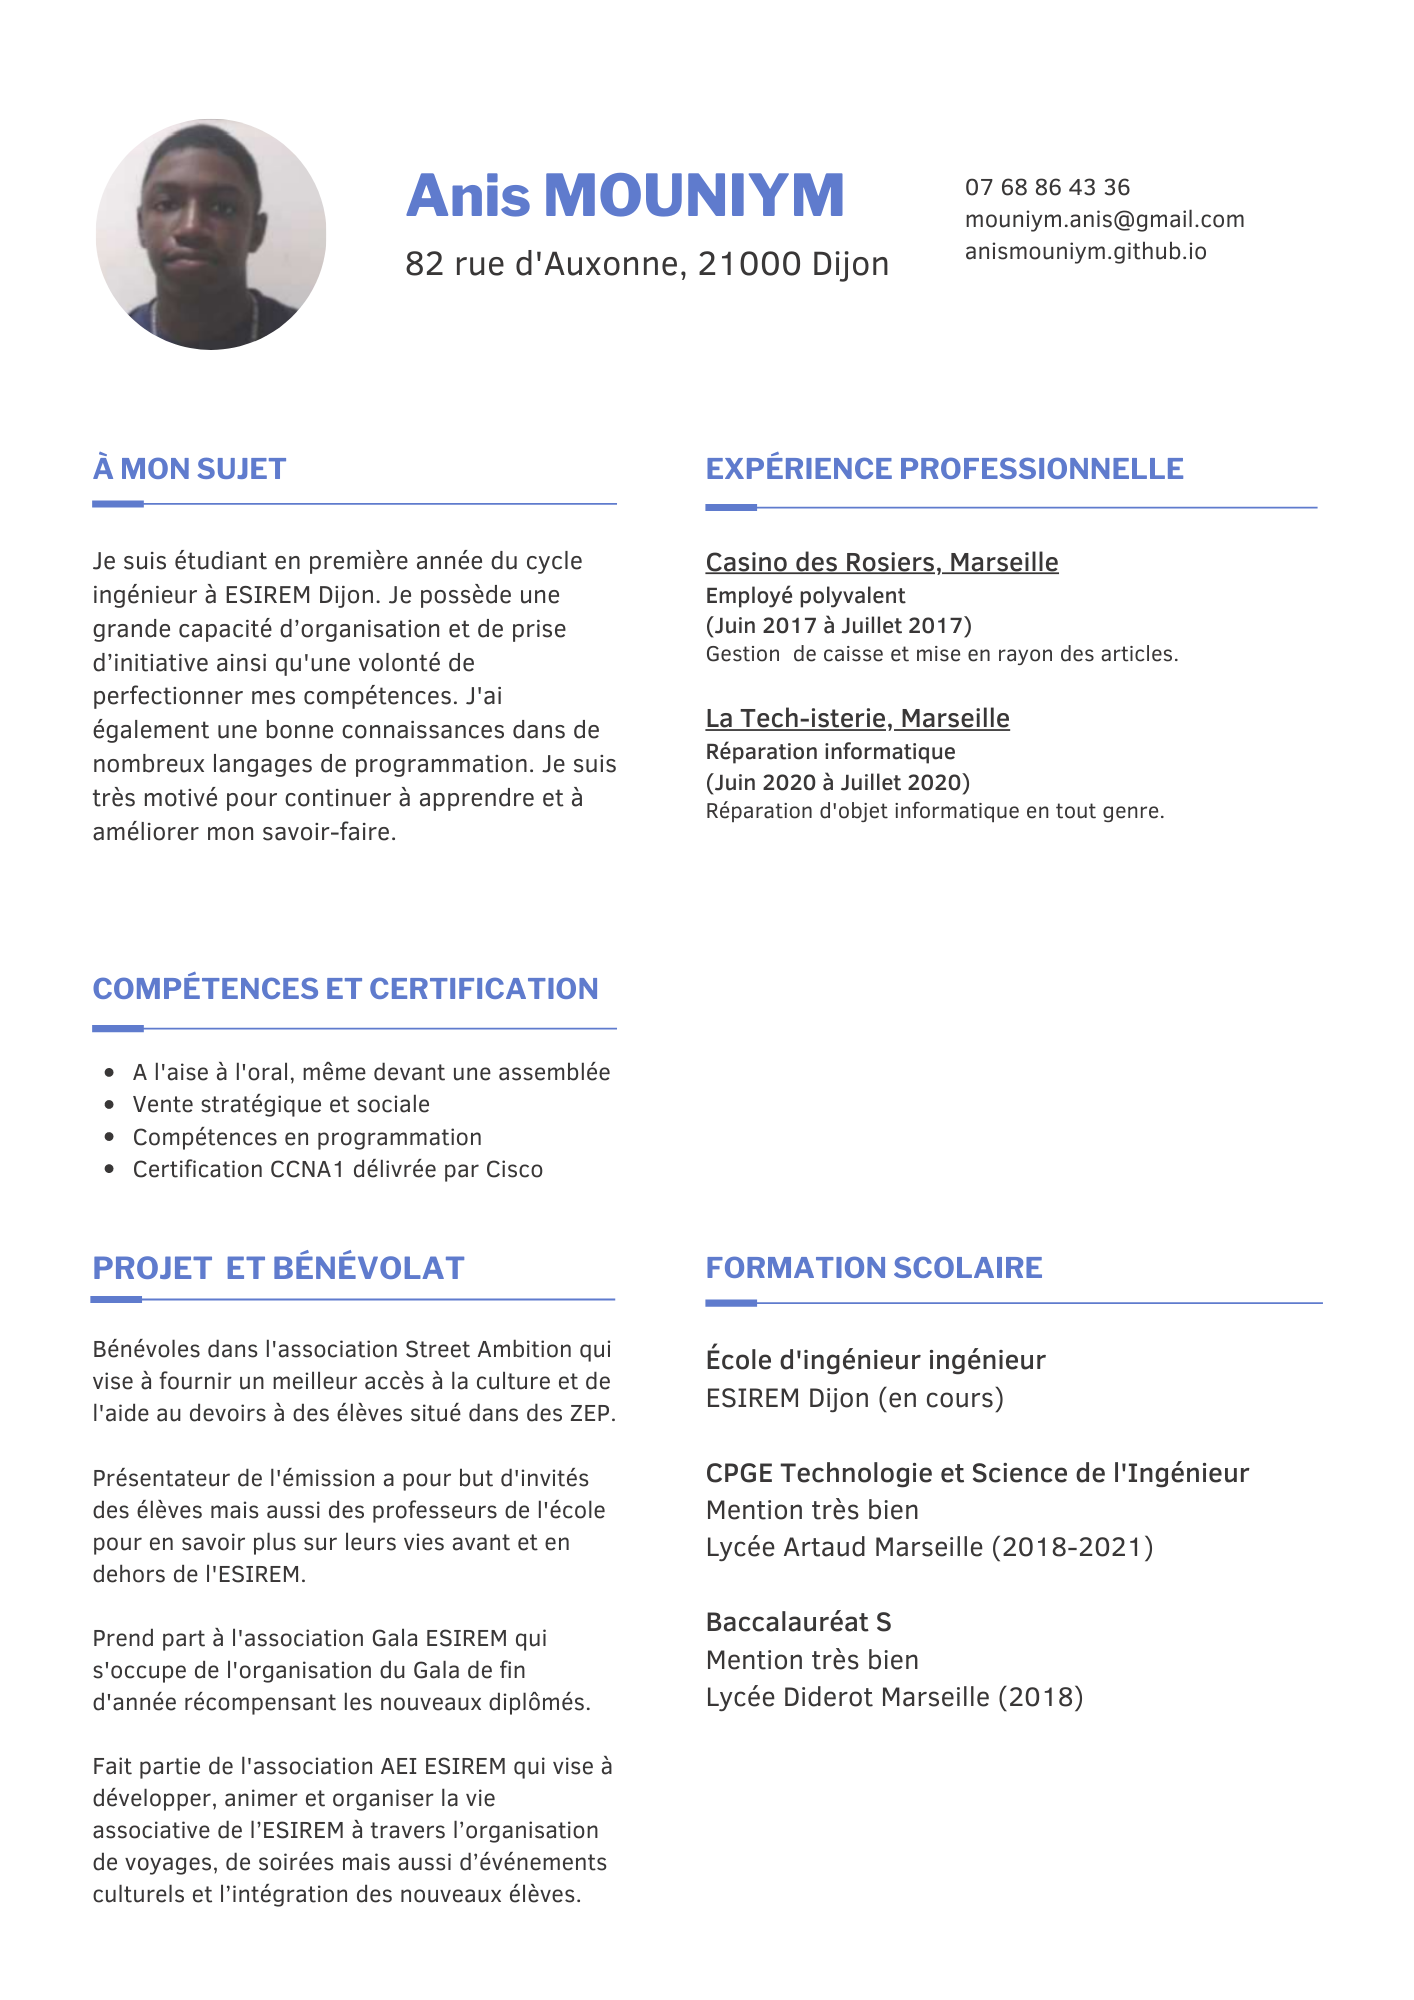 Anis MOUNIYM
82 rue d'Auxonne, 21000 Dijon
07 68 86 43 36
mouniym.anis@gmail.com
anismouniym.github.io
À MON SUJET
Je suis étudiant en première année du cycle
ingénieur à ESIREM Dijon. Je possède une
grande capacité d’organisation et de prise
d’initiative ainsi qu'une volonté de
perfectionner mes compétences. J'ai
également une bonne connaissances dans de
nombreux langages de programmation. Je suis
très motivé pour continuer à apprendre et à
améliorer mon savoir-faire.
EXPÉRIENCE PROFESSIONNELLE
Casino des Rosiers, Marseille
Employé polyvalent
(Juin 2017 à Juillet 2017)
Gestion  de caisse et mise en rayon des articles.
La Tech-isterie, Marseille
Réparation informatique
(Juin 2020 à Juillet 2020)
Réparation d'objet informatique en tout genre.
COMPÉTENCES ET CERTIFICATION
• A l'aise à l'oral, même devant une assemblée
• Vente stratégique et sociale
• Compétences en programmation
• Certification CCNA1 délivrée par Cisco
PROJET  ET BÉNÉVOLAT
Bénévoles dans l'association Street Ambition qui
vise à fournir un meilleur accès à la culture et de
l'aide au devoirs à des élèves situé dans des ZEP.
Présentateur de l'émission a pour but d'invités
des élèves mais aussi des professeurs de l'école
pour en savoir plus sur leurs vies avant et en
dehors de l'ESIREM.
Prend part à l'association Gala ESIREM qui
s'occupe de l'organisation du Gala de fin
d'année récompensant les nouveaux diplômés.
Fait partie de l'association AEI ESIREM qui vise à
développer, animer et organiser la vie
associative de l’ESIREM à travers l’organisation
de voyages, de soirées mais aussi d’événements
culturels et l’intégration des nouveaux élèves.
FORMATION SCOLAIRE
École d'ingénieur ingénieur
ESIREM Dijon (en cours)
CPGE Technologie et Science de l'Ingénieur
Mention très bien
Lycée Artaud Marseille (2018-2021)
Baccalauréat S
Mention très bien
Lycée Diderot Marseille (2018)